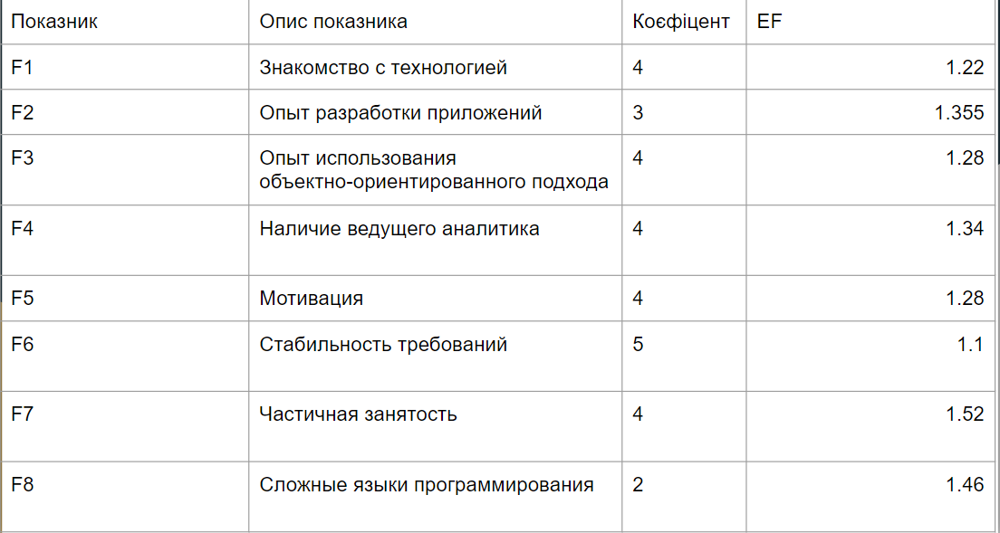 Показник Опис показника Коєфіцент EF
F1 Знакомство с технологией 4 1.22
F2 Опыт разработки приложений 3 1.355
F3 Опыт использования 4 1.28
объектно-ориентированного подхода
F4 Наличие ведущего аналитика 4 1.34
F5 Мотивация 4 1.28
F6 Стабильность требований 5 1.1
F7 Частичная занятость 4 1.52
F8 Сложные языки программирования 2 1.46